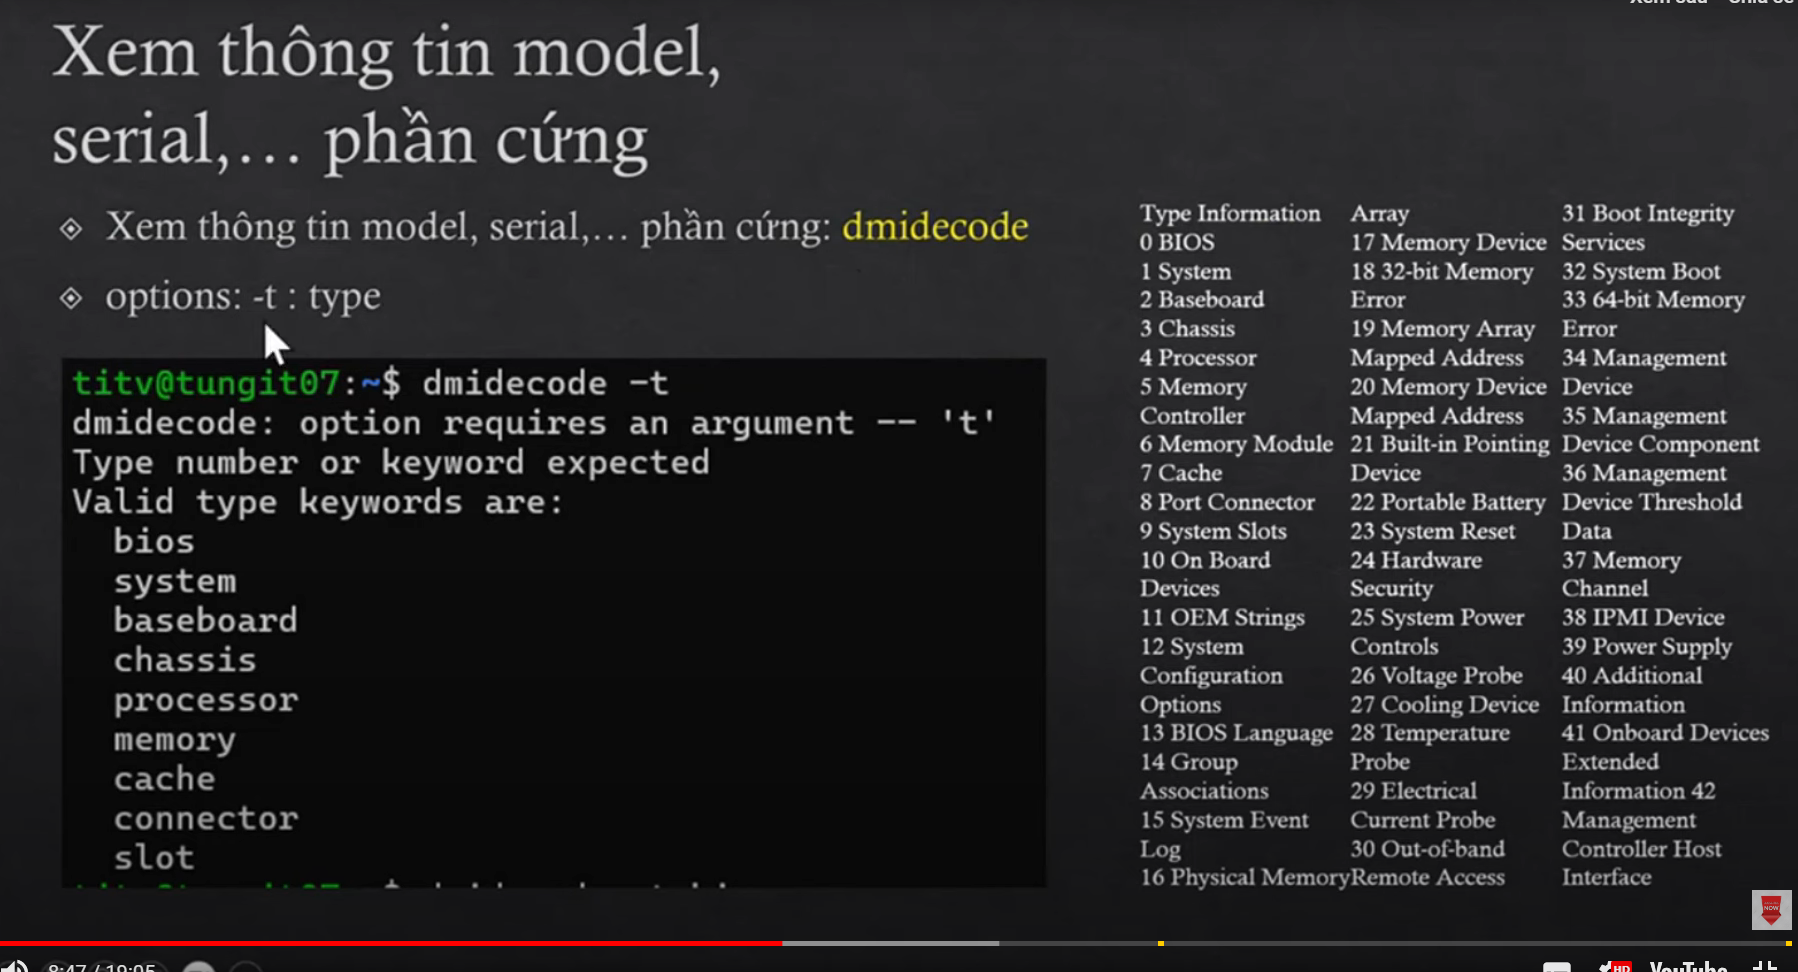 Xem thông tin model,
serial,… phần cứng
Xem thông tin model, serial,… phần cứng: dmidecode
options: -t : type
titv@tungit07:~$ dmidecode -t
dmidecode: option requires an argument -- 't'
Type number or keyword expected
Valid type keywords are:
bios
system
baseboard
chassis
processor
memory
cache
connector
slot
Type Information
0 BIOS
1 System
2 Baseboard
3 Chassis
4 Processor
5 Memory
Controller
6 Memory Module
7 Cache
8 Port Connector
9 System Slots
10 On Board
Devices
11 OEM Strings
12 System
Configuration
Options
13 BIOS Language
14 Group
Associations
15 System Event
Log
16 Physical Memory
Array
17 Memory Device
18 32-bit Memory
Error
19 Memory Array
Mapped Address
20 Memory Device
Mapped Address
21 Built-in Pointing
Device
22 Portable Battery
23 System Reset
24 Hardware
Security
25 System Power
Controls
26 Voltage Probe
27 Cooling Device
28 Temperature
Probe
29 Electrical
Current Probe
30 Out-of-band
Remote Access
31 Boot Integrity
Services
32 System Boot
33 64-bit Memory
Error
34 Management
Device
35 Management
Device Component
36 Management
Device Threshold
Data
37 Memory
Channel
38 IPMI Device
39 Power Supply
40 Additional
Information
41 Onboard Devices
Extended
Information 42
Management
Controller Host
Interface
NOW
8:47 / 19:05
HD
YouTube